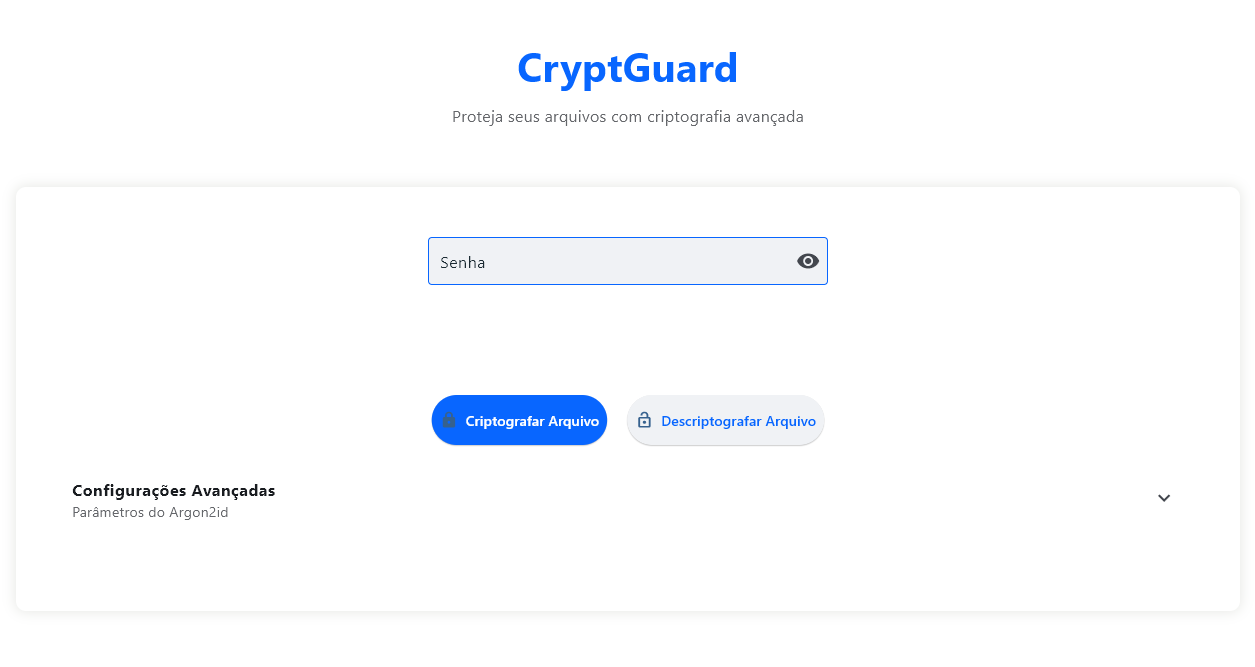 CryptGuard
Proteja seus arquivos com criptografia avançada
Senha
Criptografar Arquivo
Descriptografar Arquivo
Configurações Avançadas
Parâmetros do Argon2id